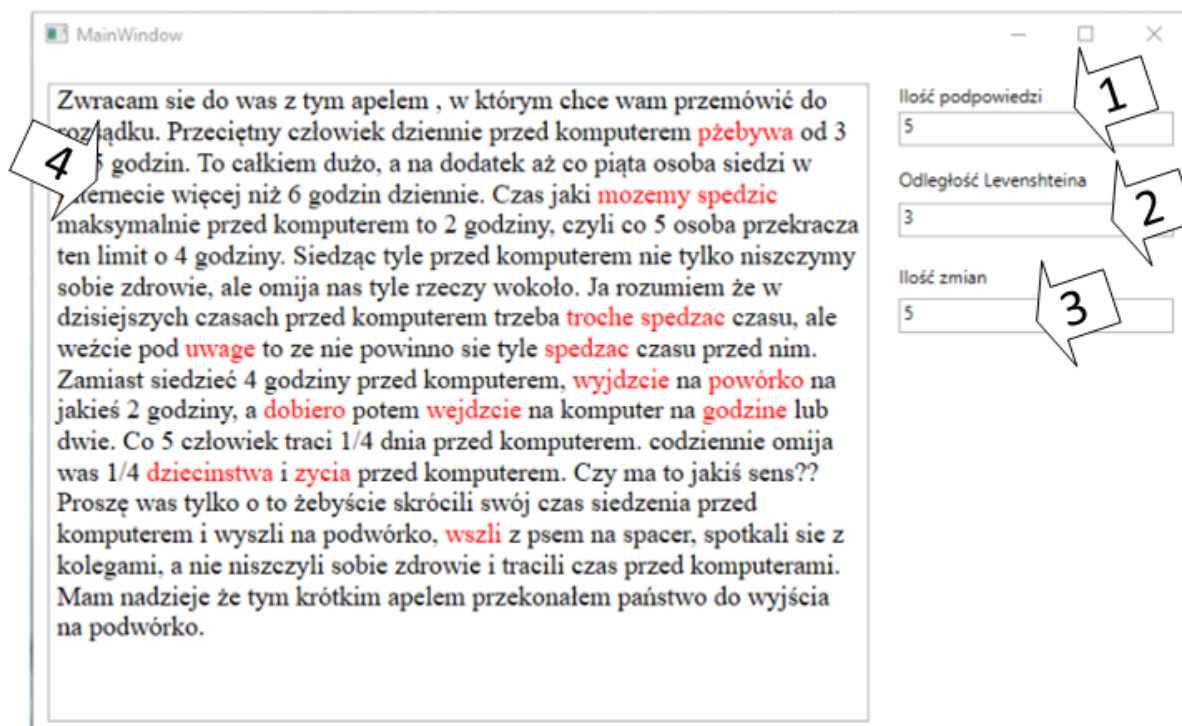 MainWindow
Zwracam sie do was z tym apelem , w którym chce wam przemówić do
rozsądku. Przeciętny człowiek dziennie przed komputerem pżebywa od 3
5 godzin. To całkiem dużo, a na dodatek aż co piąta osoba siedzi w
internecie więcej niż 6 godzin dziennie. Czas jaki mozemy spedzic
maksymalnie przed komputerem to 2 godziny, czyli co 5 osoba przekracza
ten limit o 4 godziny. Siedząc tyle przed komputerem nie tylko niszczymy
sobie zdrowie, ale omija nas tyle rzeczy wokoło. Ja rozumiem że w
dzisiejszych czasach przed komputerem trzeba troche spedzac czasu, ale
weźcie pod uwage to ze nie powinno sie tyle spedzac czasu przed nim.
Zamiast siedzieć 4 godziny przed komputerem, wyjdzcie na powórko na
jakieś 2 godziny, a dobiero potem wejdzcie na komputer na godzine lub
dwie. Co 5 człowiek traci 1/4 dnia przed komputerem. codziennie omija
was 1/4 dziecinstwa i zycia przed komputerem. Czy ma to jakiś sens??
Proszę was tylko o to żebyście skrócili swój czas siedzenia przed
komputerem i wyszli na podwórko, wszli z psem na spacer, spotkali sie z
kolegami, a nie niszczyli sobie zdrowie i tracili czas przed komputerami.
Mam nadzieje że tym krótkim apelem przekonałem państwo do wyjścia
na podwórko.
4
Ilość podpowiedzi
5
1
Odległość Levenshteina
3
2
Ilość zmian
5
3